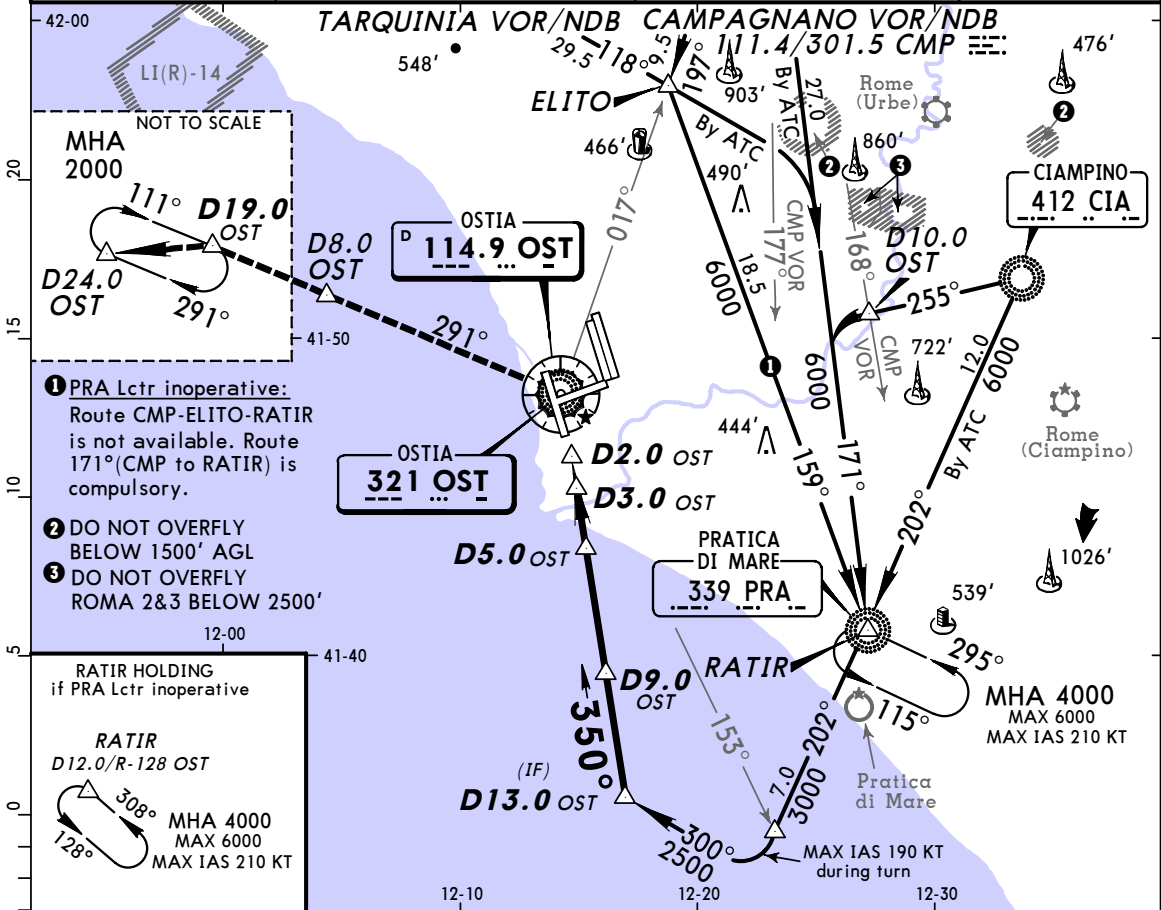 42-00
TARQUINIA VOR/NDB
CAMPAGNANO VOR/NDB
111.4/301.5 CMP
LI(R)-14
548'
29.5
118°
9.5
197°
903'
By ATC
27.0
476'
Rome
(Urbe)
ELITO
NOT TO SCALE
MHA
2000
466'
By ATC
490'
860'
2
3
2
CIAMPINO
412 CIA
20
111°
D19.0
OST
D24.0
OST
291°
D8.0
OST
OSTIA
D 114.9 OST
017°
CMP VOR
177°
168°
D10.0
OST
255°
6000
18.5
15
41-50
291°
6000
CMP
VOR
722'
12.0
6000
1
1 PRA Lctr inoperative:
Route CMP-ELITO-RATIR
is not available. Route
171°(CMP to RATIR) is
compulsory.
2 DO NOT OVERFLY
BELOW 1500' AGL
3 DO NOT OVERFLY
ROMA 2&3 BELOW 2500'
444'
159°
171°
By ATC
202°
Rome
(Ciampino)
OSTIA
321 OST
D2.0 OST
D3.0 OST
D5.0 OST
10
PRATICA
DI MARE
339 PRA
1026'
539'
12-00
5
41-40
RATIR HOLDING
if PRA Lctr inoperative
RATIR
D12.0/R-128 OST
308°
128°
MHA 4000
MAX 6000
MAX IAS 210 KT
0
D9.0
OST
350°
(IF)
D13.0 OST
RATIR
295°
115°
MHA 4000
MAX 6000
MAX IAS 210 KT
153°
202°
7.0
3000
Pratica
di Mare
300°
2500
MAX IAS 190 KT
during turn
12-10
12-20
12-30